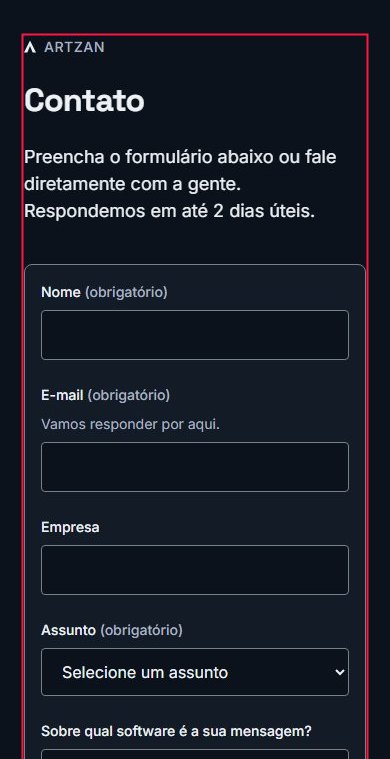 ARTZAN
Contato
Preencha o formulário abaixo ou fale
diretamente com a gente.
Respondemos em até 2 dias úteis.
Nome (obrigatório)
E-mail (obrigatório)
Vamos responder por aqui.
Empresa
Assunto (obrigatório)
Selecione um assunto
Sobre qual software é a sua mensagem?